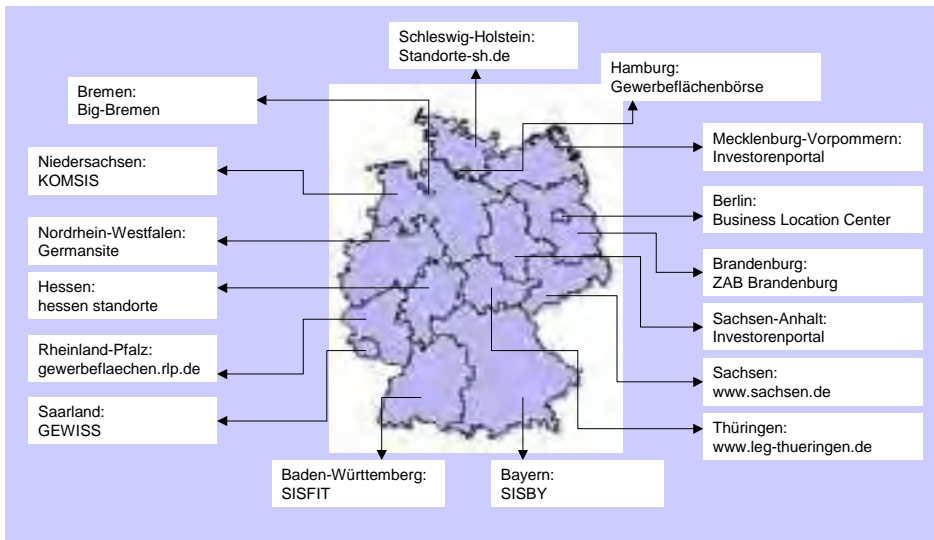 Schleswig-Holstein:
Standorte-sh.de
Hamburg:
Gewerbeflächenbörse
Bremen:
Big-Bremen
Mecklenburg-Vorpommern:
Investorenportal
Niedersachsen:
KOMSIS
Berlin:
Business Location Center
Nordrhein-Westfalen:
Germansite
Brandenburg:
ZAB Brandenburg
Hessen:
hessen standorte
Sachsen-Anhalt:
Investorenportal
Rheinland-Pfalz:
gewerbeflaechen.rlp.de
Sachsen:
www.sachsen.de
Saarland:
GEWISS
Thüringen:
www.leg-thueringen.de
Baden-Württemberg:
SISFIT
Bayern:
SISBY